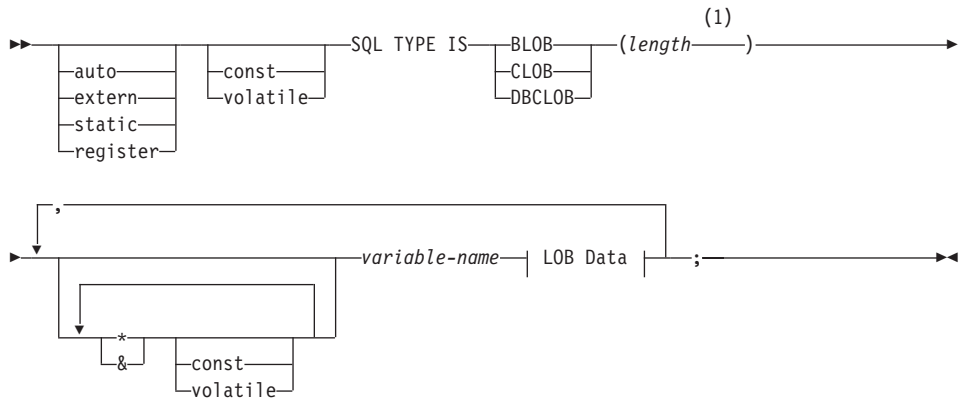 (1)
SQL TYPE IS BLOB (length )
auto const CLOB
extern volatile DBCLOB
static
register
,
variable-name LOB Data ;
*
& const
volatile